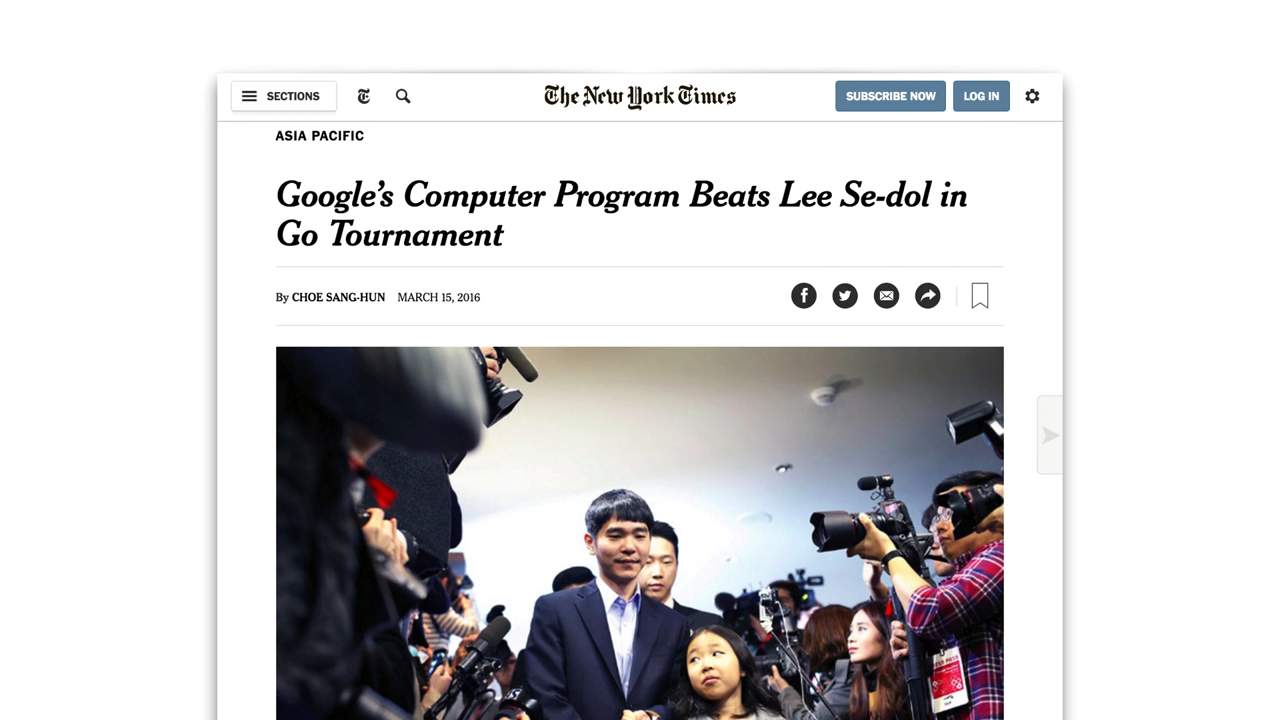 SECTIONS
The New York Times
SUBSCRIBE NOW
LOG IN
ASIA PACIFIC
Google’s Computer Program Beats Lee Se-dol in
Go Tournament
By CHOE SANG-HUN MARCH 15, 2016